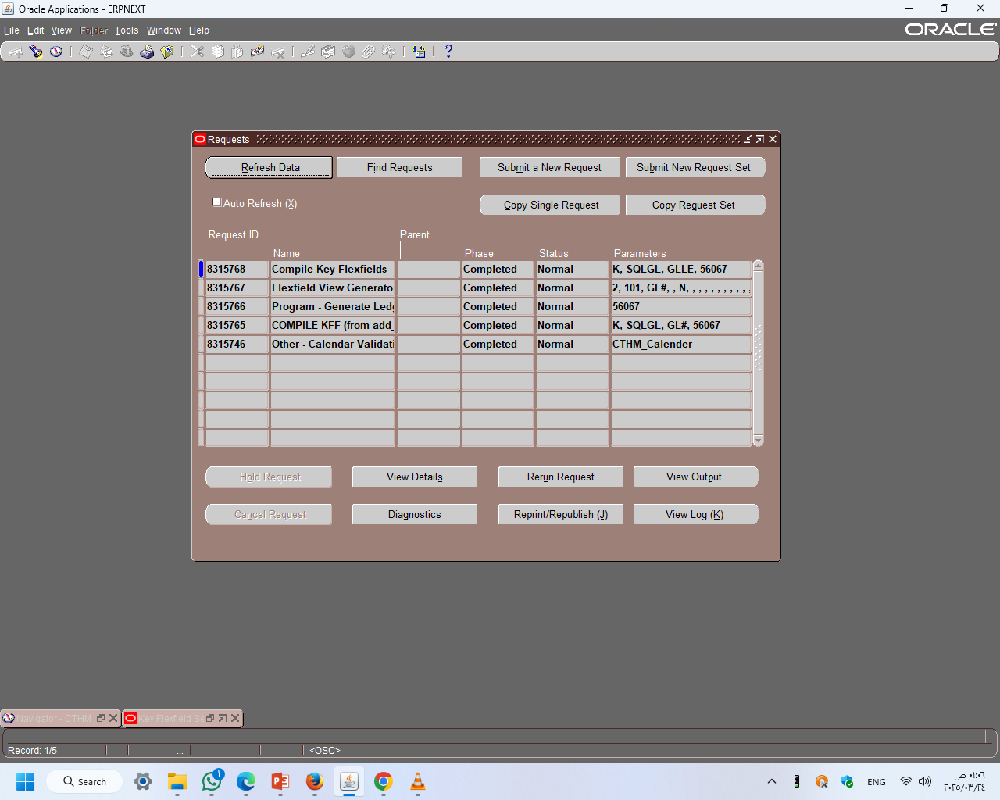 Oracle Applications - ERPNEXT
File Edit View Folder Tools Window Help
ORACLE
Requests
Refresh Data Find Requests Submit a New Request Submit New Request Set
Auto Refresh (X) Copy Single Request Copy Request Set
Request ID Parent
Name Phase Status Parameters
8315768 Compile Key Flexfields Completed Normal K, SQLGL, GLLE, 56067
8315767 Flexfield View Generato Completed Normal 2, 101, GL#, , N, , , , , , , , , , ,
8315766 Program - Generate Led Completed Normal 56067
8315765 COMPILE KFF (from add_ Completed Normal K, SQLGL, GL#, 56067
8315746 Other - Calendar Validati Completed Normal CTHM_Calender
Hold Request View Details Rerun Request View Output
Cancel Request Diagnostics Reprint/Republish (J) View Log (K)
Navigator - CTHM_ Key Flexfield Se
Record: 1/5 ... <OSC>
Search 1 ENG ٠١:٠٦ ص
٢٠٢٥/٠٣/٢٤